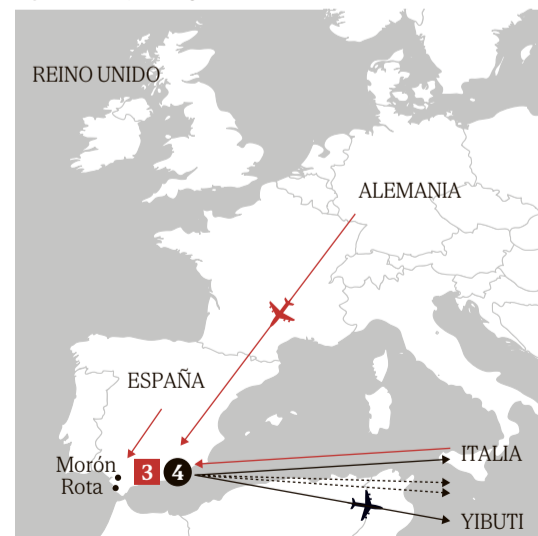 REINO UNIDO
ALEMANIA
ESPAÑA
Morón
Rota
3
4
ITALIA
YIBUTI